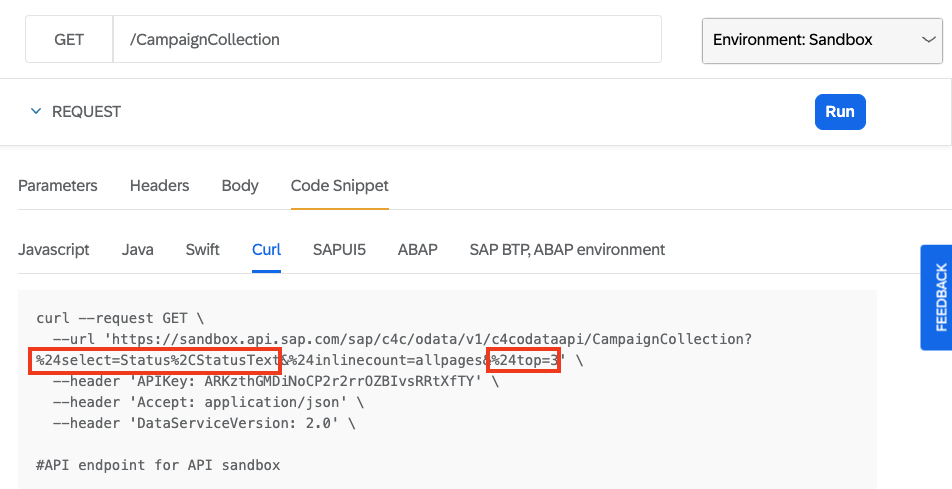 GET /CampaignCollection Environment: Sandbox
REQUEST Run
Parameters Headers Body Code Snippet
Javascript Java Swift Curl SAPUI5 ABAP SAP BTP, ABAP environment
FEEDBACK
curl --request GET \
--url 'https://sandbox.api.sap.com/sap/c4c/odata/v1/c4codataapi/CampaignCollection?
%24select=Status%2CStatusText&%24inlinecount=allpages&%24top=3' \
--header 'APIKey: ARKzthGMDiNoCP2r2rrOZBIvsRRtXfTY' \
--header 'Accept: application/json' \
--header 'DataServiceVersion: 2.0' \
#API endpoint for API sandbox